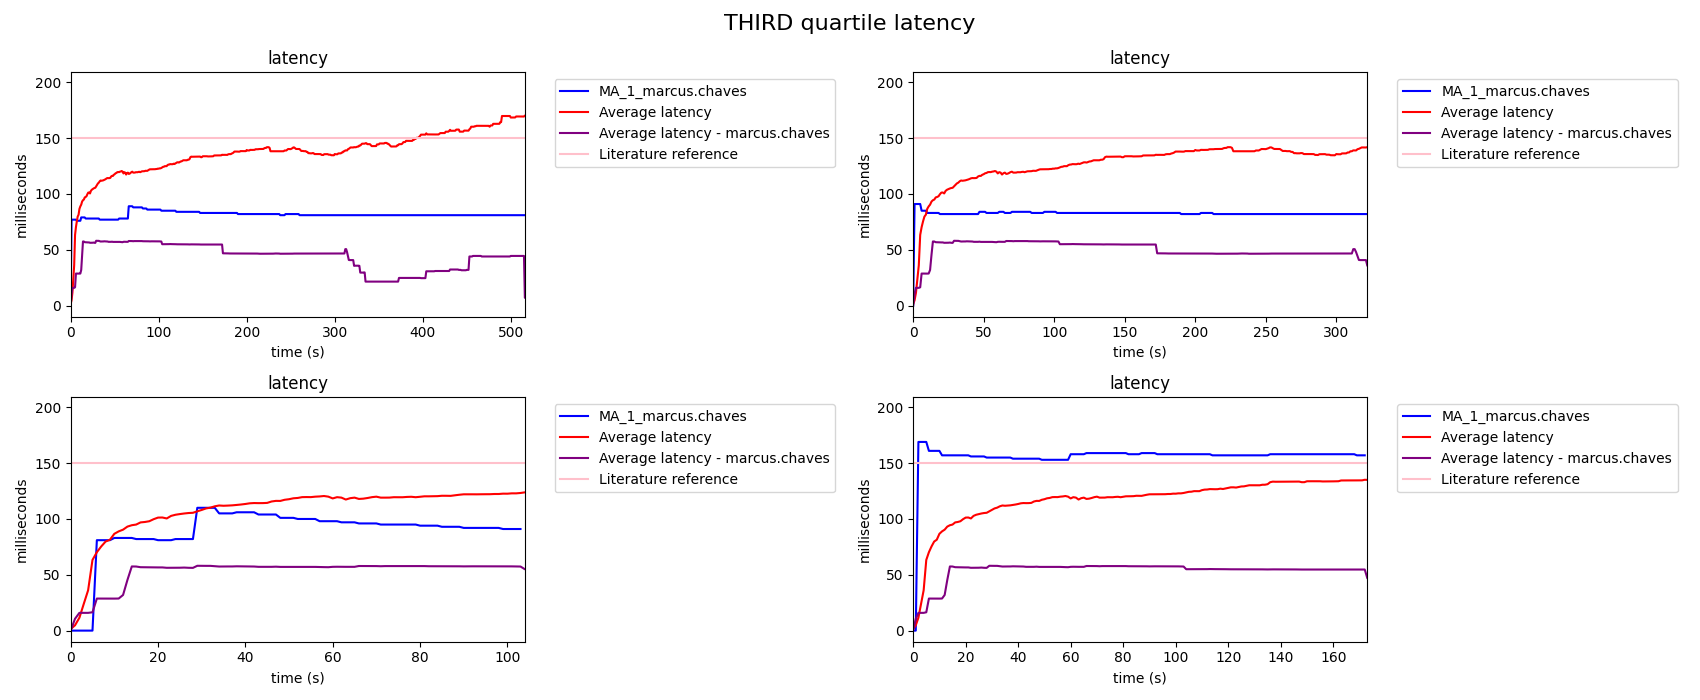 THIRD quartile latency
latency
200
150
100
50
0
milliseconds
0 100 200 300 400 500
time (s)
MA_1_marcus.chaves
Average latency
Average latency - marcus.chaves
Literature reference
latency
200
150
100
50
0
milliseconds
0 50 100 150 200 250 300
time (s)
MA_1_marcus.chaves
Average latency
Average latency - marcus.chaves
Literature reference
latency
200
150
100
50
0
milliseconds
0 20 40 60 80 100
time (s)
MA_1_marcus.chaves
Average latency
Average latency - marcus.chaves
Literature reference
latency
200
150
100
50
0
milliseconds
0 20 40 60 80 100 120 140 160
time (s)
MA_1_marcus.chaves
Average latency
Average latency - marcus.chaves
Literature reference